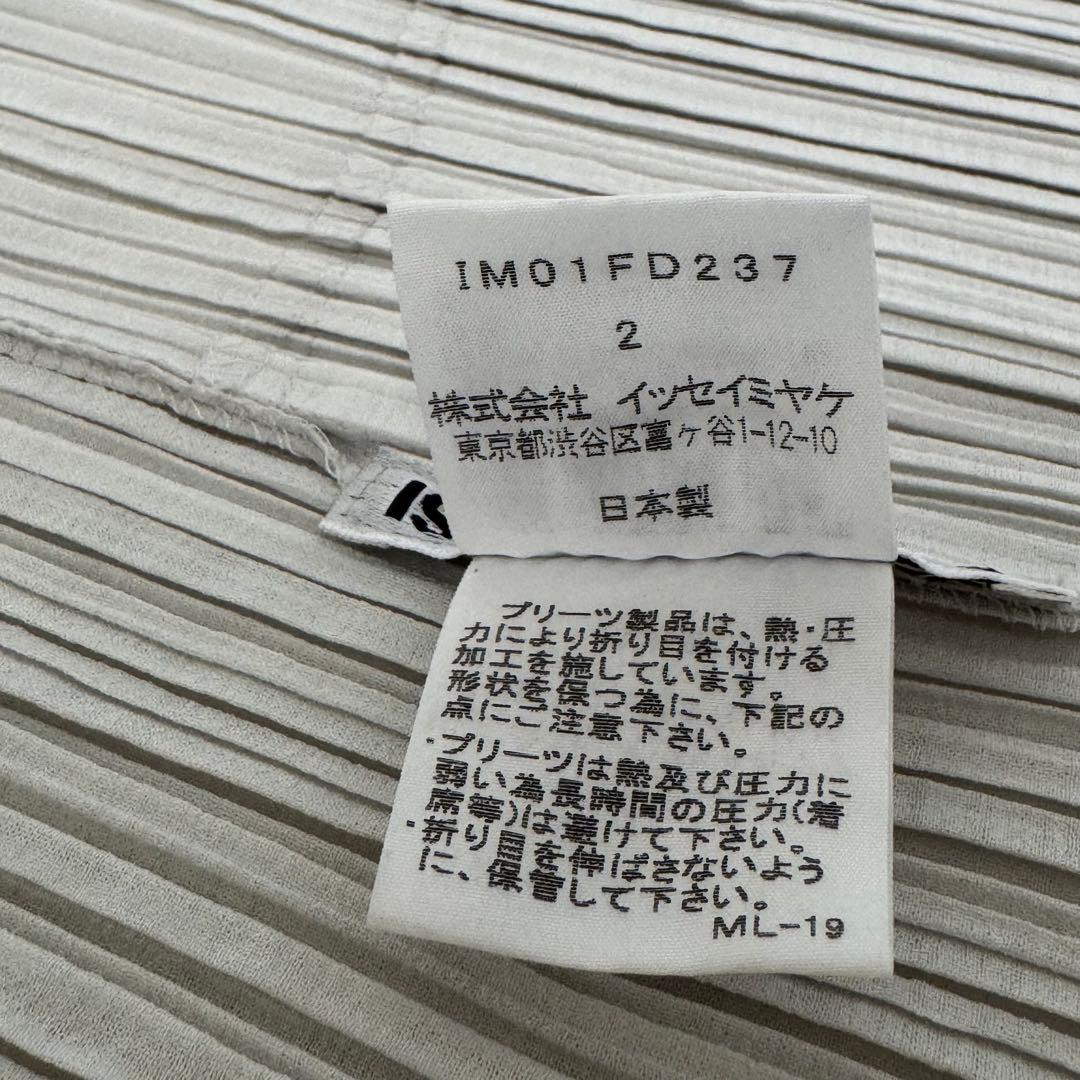 IM01FD237
2
株式会社 イッセイミヤケ
東京都渋谷区富ヶ谷1-12-10
日本製
IS
プリーツ製品は、熱・圧
力により折り目を付ける
加工を施しています。
形状を保つ為に、下記の
点にご注意下さい。
・プリーツは熱及び圧力に
弱い為長時間の圧力(着
席等)は避けて下さい。
・折り目を伸ばさないよう
に、保管して下さい。
ML-19